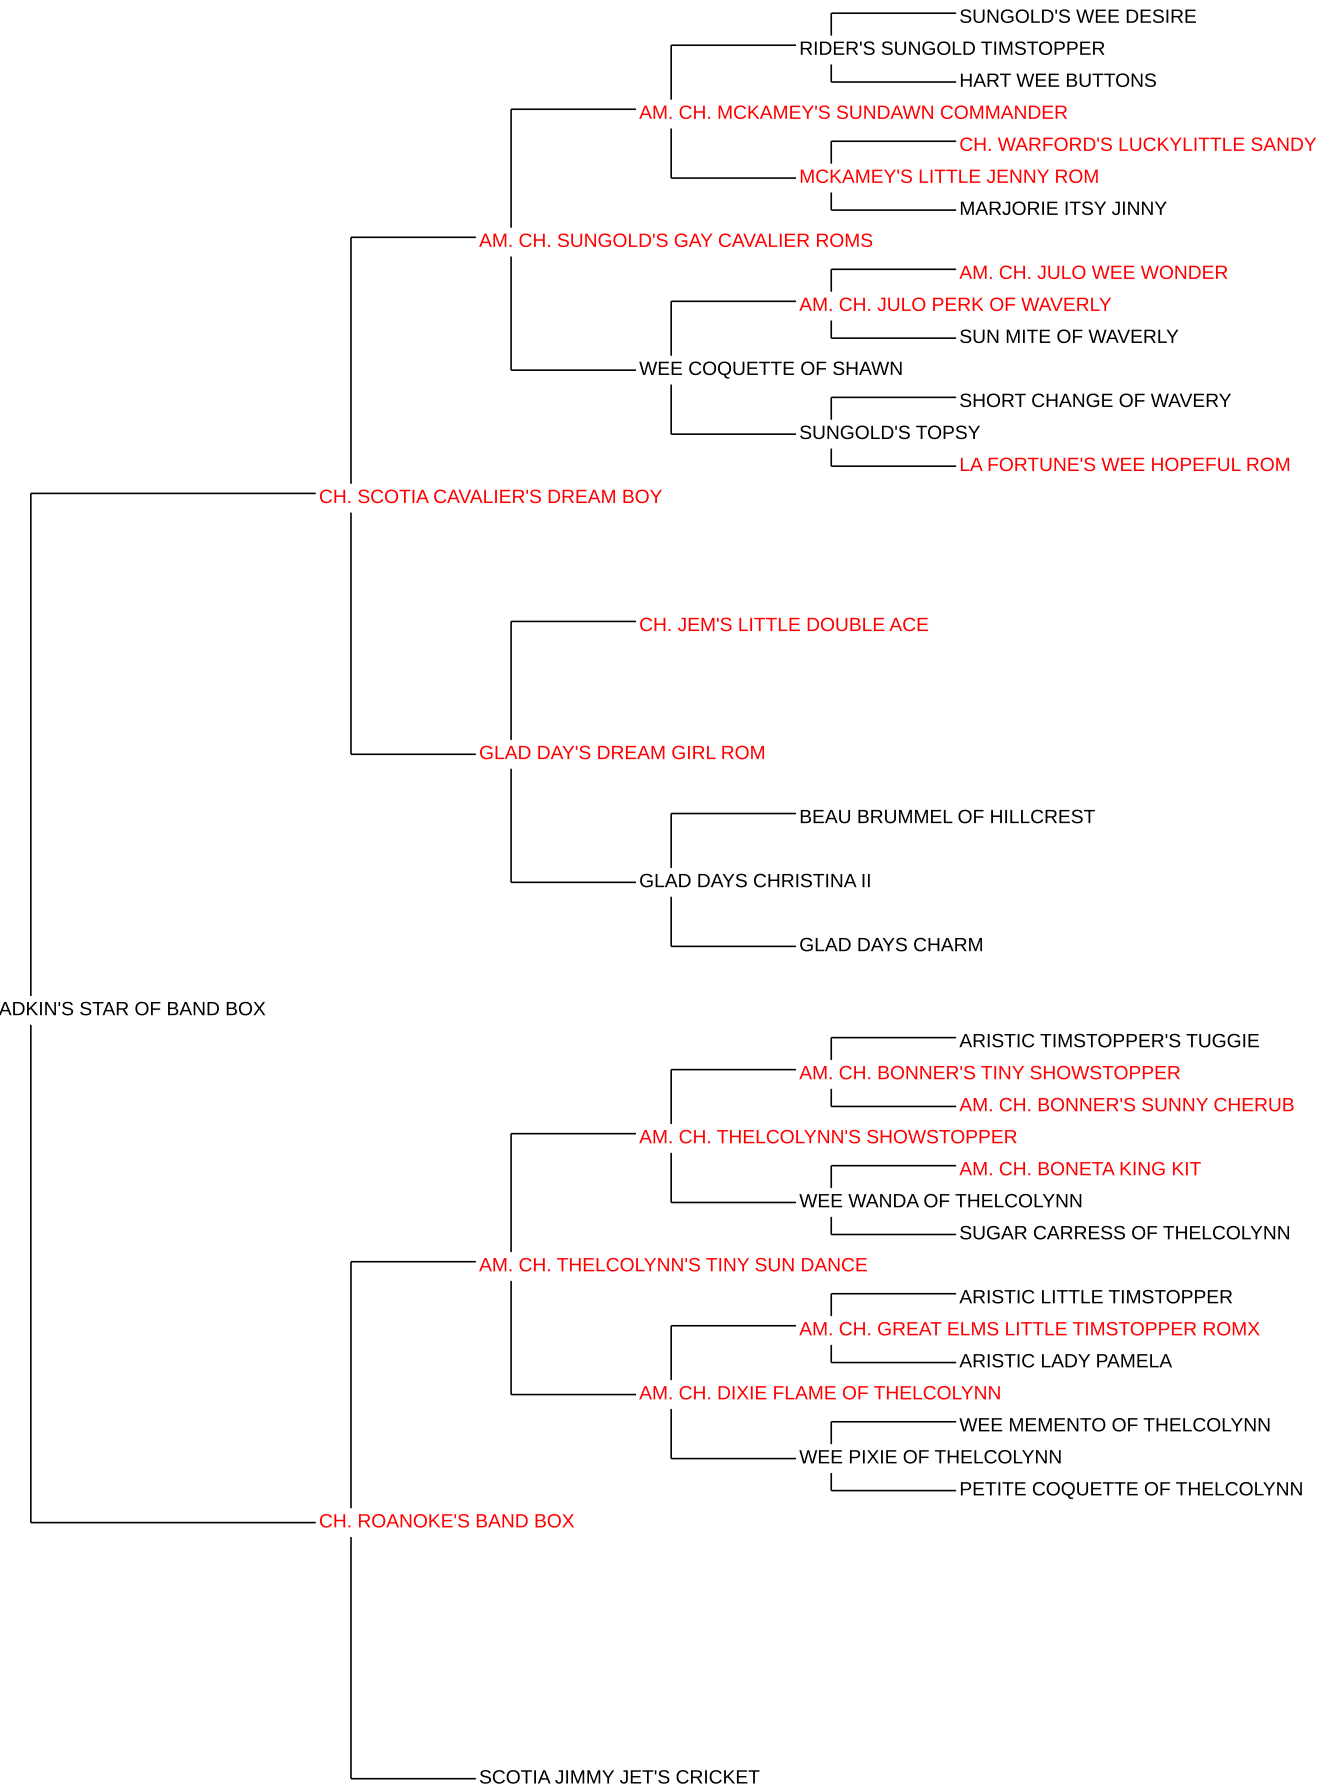 SUNGOLD'S WEE DESIRE
RIDER'S SUNGOLD TIMSTOPPER
HART WEE BUTTONS
AM. CH. MCKAMEY'S SUNDAWN COMMANDER
CH. WARFORD'S LUCKYLITTLE SANDY
MCKAMEY'S LITTLE JENNY ROM
MARJORIE ITSY JINNY
AM. CH. SUNGOLD'S GAY CAVALIER ROMS
AM. CH. JULO WEE WONDER
AM. CH. JULO PERK OF WAVERLY
SUN MITE OF WAVERLY
WEE COQUETTE OF SHAWN
SHORT CHANGE OF WAVERY
SUNGOLD'S TOPSY
LA FORTUNE'S WEE HOPEFUL ROM
CH. SCOTIA CAVALIER'S DREAM BOY
CH. JEM'S LITTLE DOUBLE ACE
GLAD DAY'S DREAM GIRL ROM
BEAU BRUMMEL OF HILLCREST
GLAD DAYS CHRISTINA II
GLAD DAYS CHARM
ADKIN'S STAR OF BAND BOX
ARISTIC TIMSTOPPER'S TUGGIE
AM. CH. BONNER'S TINY SHOWSTOPPER
AM. CH. BONNER'S SUNNY CHERUB
AM. CH. THELCOLYNN'S SHOWSTOPPER
AM. CH. BONETA KING KIT
WEE WANDA OF THELCOLYNN
SUGAR CARRESS OF THELCOLYNN
AM. CH. THELCOLYNN'S TINY SUN DANCE
ARISTIC LITTLE TIMSTOPPER
AM. CH. GREAT ELMS LITTLE TIMSTOPPER ROMX
ARISTIC LADY PAMELA
AM. CH. DIXIE FLAME OF THELCOLYNN
WEE MEMENTO OF THELCOLYNN
WEE PIXIE OF THELCOLYNN
PETITE COQUETTE OF THELCOLYNN
CH. ROANOKE'S BAND BOX
SCOTIA JIMMY JET'S CRICKET